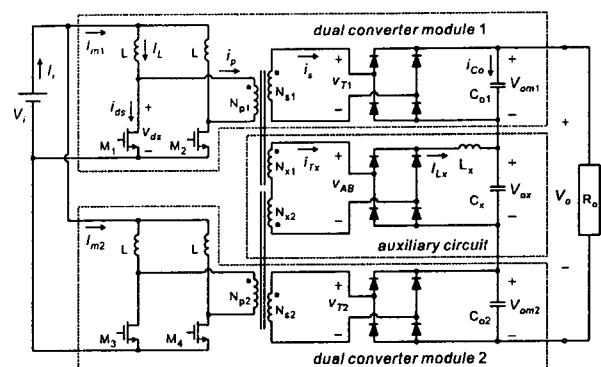 dual converter module 1
I_i
I_m1
L
I_L
L
i_p
i_s
i_Co
V_i
i_ds
+
v_ds
−
M_1
M_2
N_p1
N_s1
+
v_T1
−
C_o1
+
V_om1
−
N_x1
N_x2
i_Tx
+
v_AB
−
I_Lx
L_x
C_x
+
V_ox
−
+
V_o
−
R_o
auxiliary circuit
I_m2
L
L
M_3
M_4
N_p2
N_s2
+
v_T2
−
C_o2
+
V_om2
−
dual converter module 2